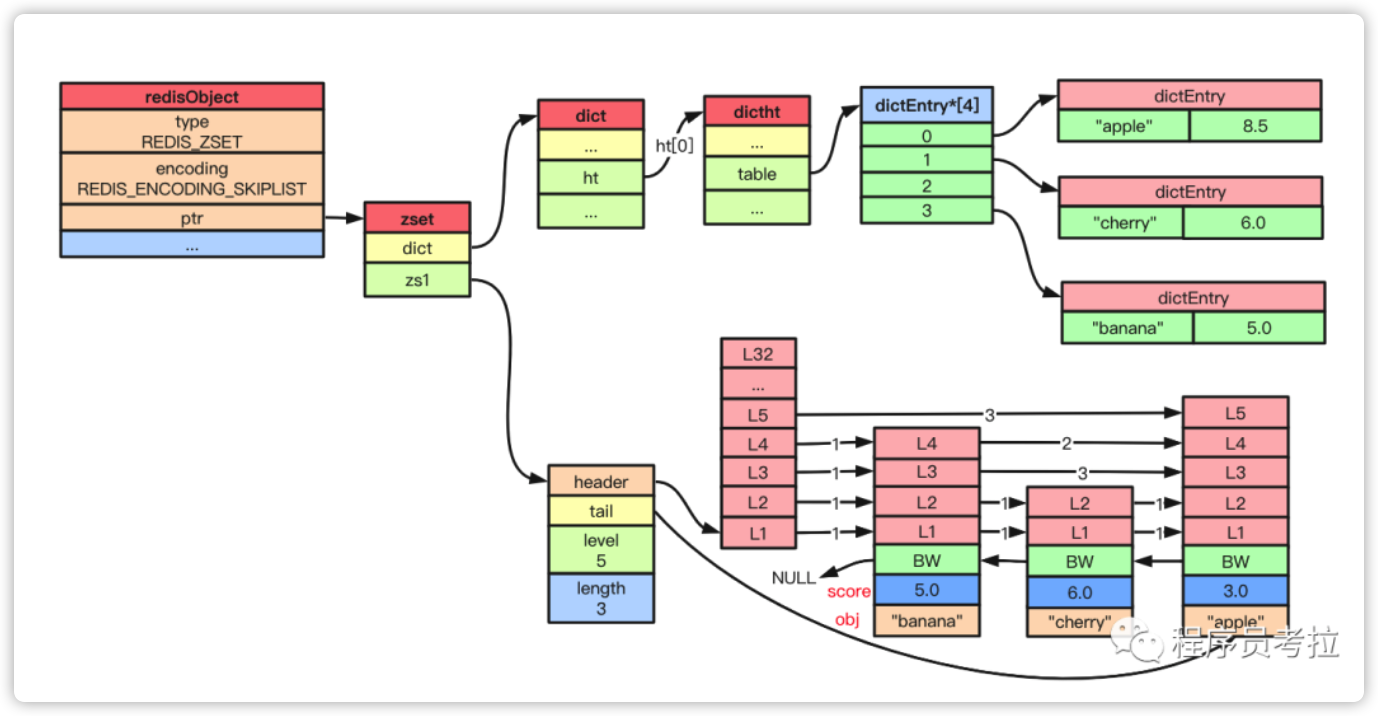 redisObject
type
REDIS_ZSET
encoding
REDIS_ENCODING_SKIPLIST
ptr
...
zset
dict
zs1
dict
...
ht
...
ht[0]
dictht
...
table
...
dictEntry*[4]
0
1
2
3
dictEntry
"apple" 8.5
dictEntry
"cherry" 6.0
dictEntry
"banana" 5.0
header
tail
level
5
length
3
L32
...
L5 3 L5
L4 1 L4 2 L4
L3 1 L3 3 L3
L2 1 L2 1 L2 1 L2
L1 1 L1 1 L1 1 L1
NULL BW BW BW
score 5.0 6.0 3.0
obj "banana" "cherry" "apple"
程序员考拉